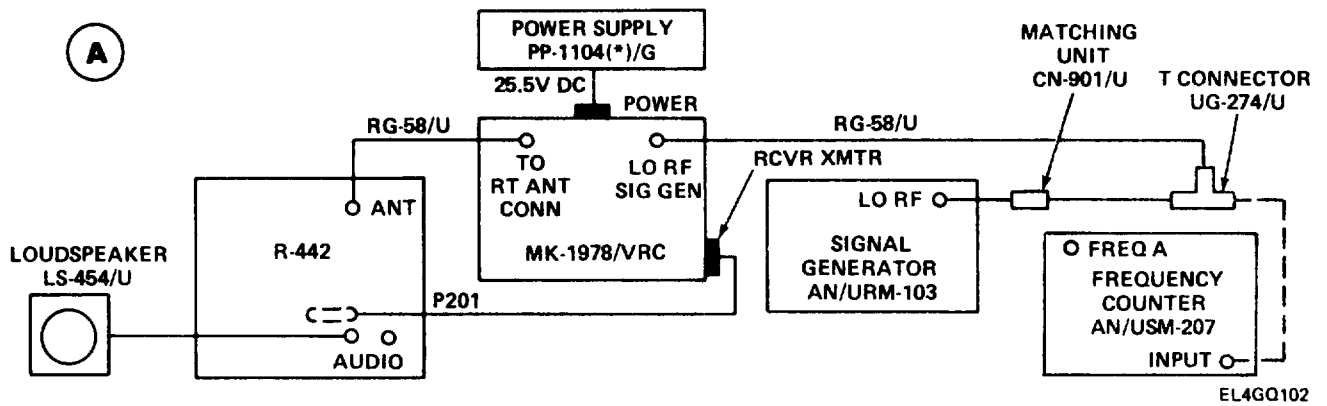 A
POWER SUPPLY
PP-1104(*)/G
25.5V DC
POWER
MATCHING
UNIT
CN-901/U
T CONNECTOR
UG-274/U
RG-58/U
RG-58/U
TO
RT ANT
CONN
LO RF
SIG GEN
MK-1978/VRC
RCVR XMTR
ANT
R-442
LOUDSPEAKER
LS-454/U
P201
AUDIO
LO RF
SIGNAL
GENERATOR
AN/URM-103
FREQ A
FREQUENCY
COUNTER
AN/USM-207
INPUT
EL4GQ102